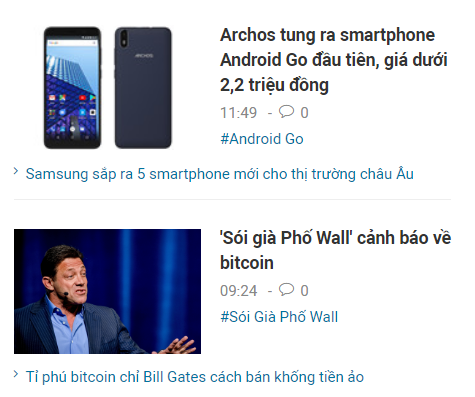 Archos tung ra smartphone
Android Go đầu tiên, giá dưới
2,2 triệu đồng
11:49 - 0
#Android Go
ARCHOS
Samsung sắp ra 5 smartphone mới cho thị trường châu Âu
'Sói già Phố Wall' cảnh báo về
bitcoin
09:24 - 0
#Sói Già Phố Wall
Tỉ phú bitcoin chỉ Bill Gates cách bán khống tiền ảo